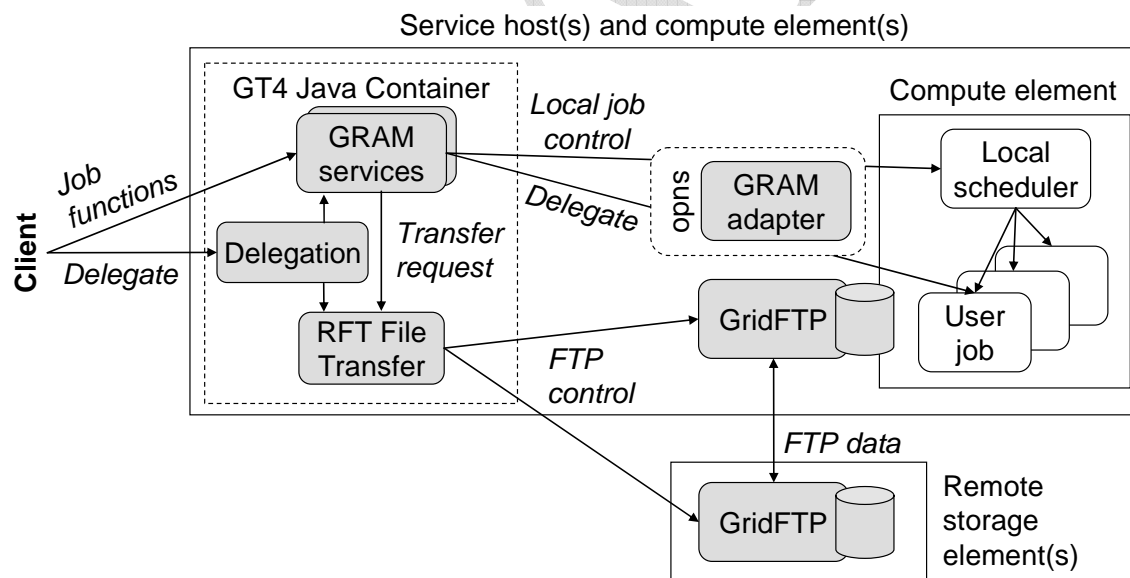 Service host(s) and compute element(s)
GT4 Java Container
GRAM
services
Local job
control
Delegate
opns
GRAM
adapter
Compute element
Local
scheduler
Job
functions
Client
Delegate
Delegation
Transfer
request
RFT File
Transfer
FTP
control
GridFTP
User
job
FTP data
GridFTP
Remote
storage
element(s)